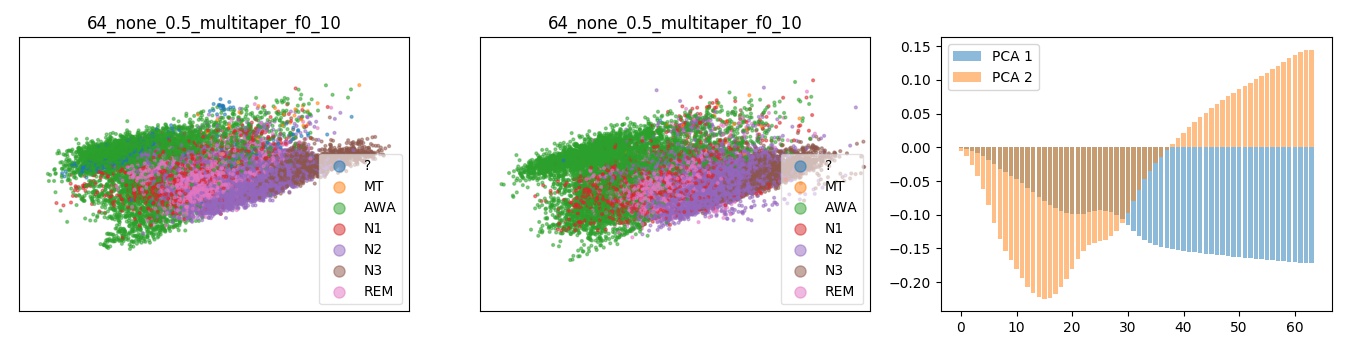 64_none_0.5_multitaper_f0_10
?
MT
AWA
N1
N2
N3
REM
64_none_0.5_multitaper_f0_10
?
MT
AWA
N1
N2
N3
REM
PCA 1
PCA 2
0.15
0.10
0.05
0.00
−0.05
−0.10
−0.15
−0.20
0 10 20 30 40 50 60